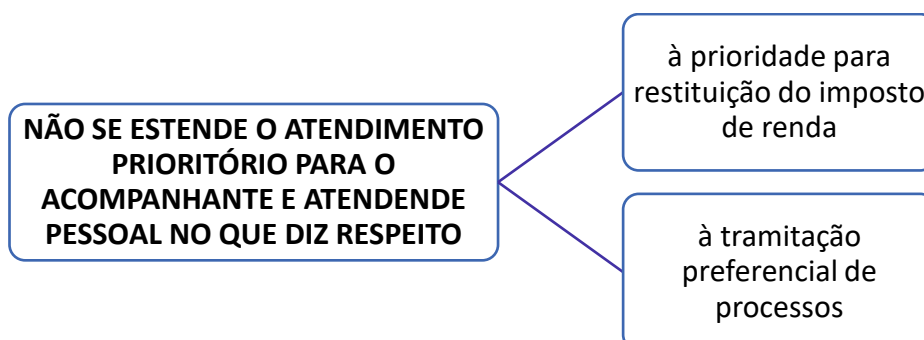 NÃO SE ESTENDE O ATENDIMENTO
PRIORITÓRIO PARA O
ACOMPANHANTE E ATENDENDE
PESSOAL NO QUE DIZ RESPEITO
à prioridade para
restituição do imposto
de renda
à tramitação
preferencial de
processos